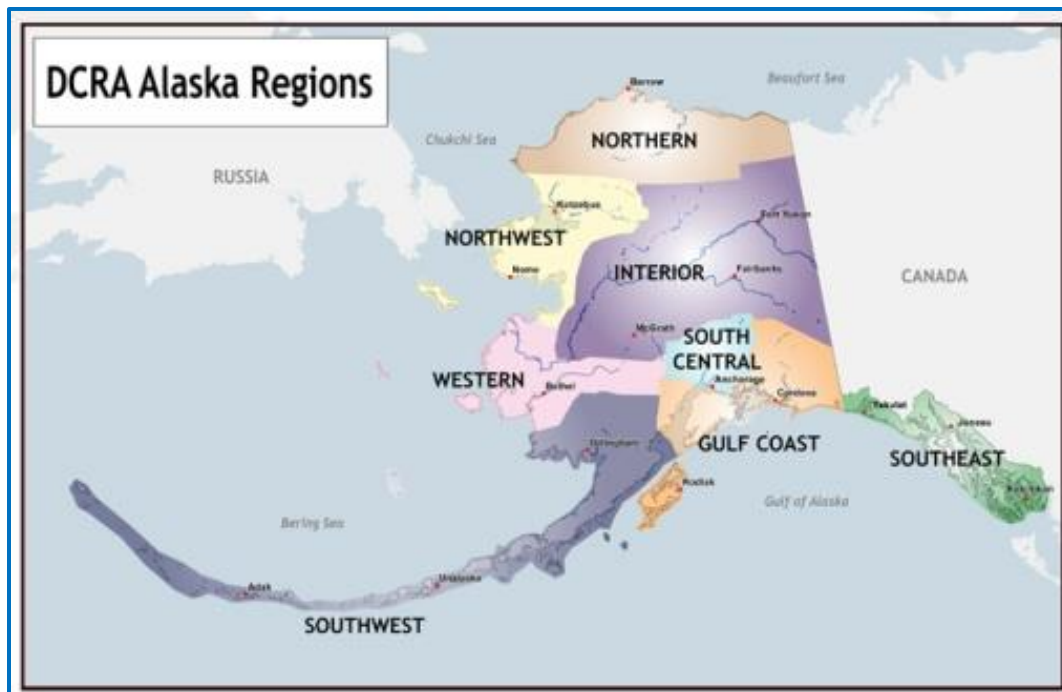 DCRA Alaska Regions
Beaufort Sea
Barrow
Chukchi Sea
NORTHERN
RUSSIA
Kotzebue
Fort Yukon
NORTHWEST
Nome
INTERIOR
Fairbanks
CANADA
McGrath
SOUTH
CENTRAL
WESTERN
Bethel
Anchorage
Cordova
Yakutat
Juneau
Dillingham
GULF COAST
SOUTHEAST
Ketchikan
Kodiak
Gulf of Alaska
Bering Sea
Adak
Unalaska
SOUTHWEST